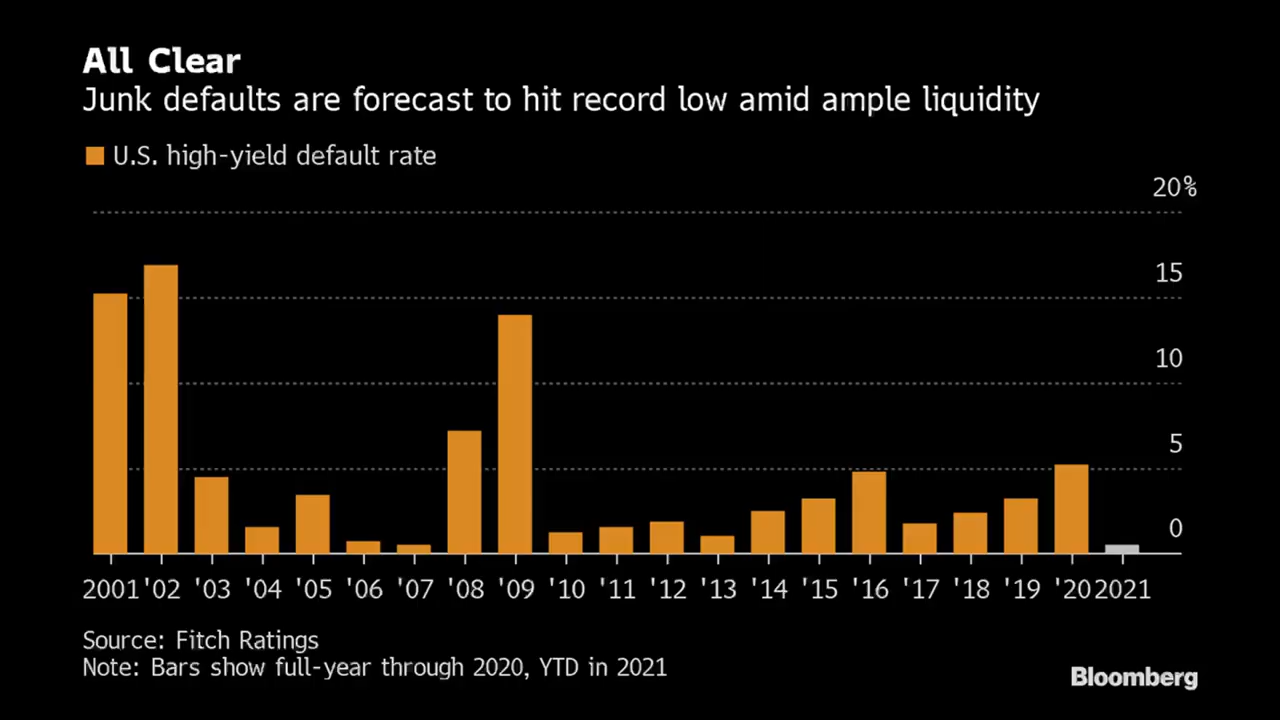 All Clear
Junk defaults are forecast to hit record low amid ample liquidity
U.S. high-yield default rate
20%
15
10
5
0
2001 '02 '03 '04 '05 '06 '07 '08 '09 '10 '11 '12 '13 '14 '15 '16 '17 '18 '19 '20 2021
Source: Fitch Ratings
Note: Bars show full-year through 2020, YTD in 2021
Bloomberg